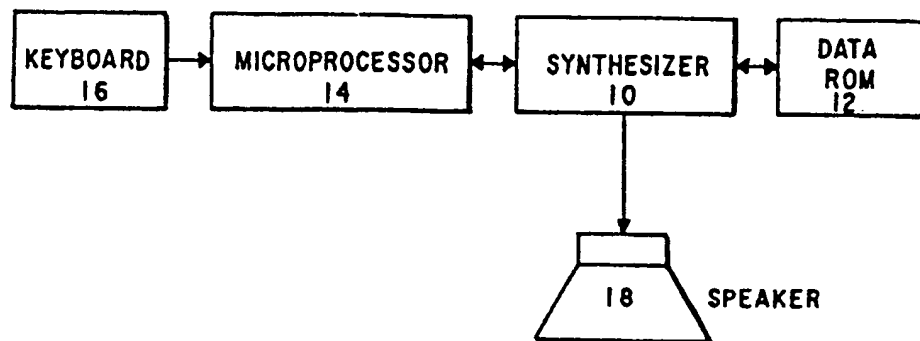 KEYBOARD
16
MICROPROCESSOR
14
SYNTHESIZER
10
DATA
ROM
12
18
SPEAKER